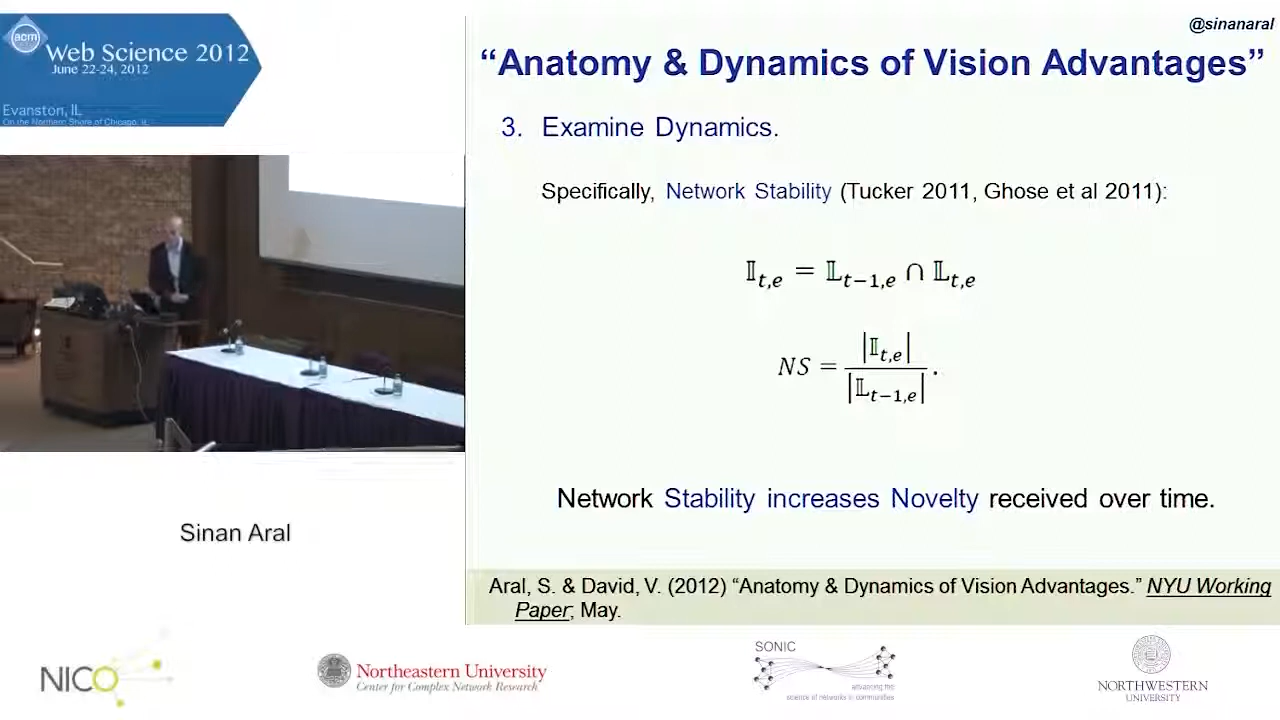 @sinanaral
acm
Web Science 2012
June 22-24, 2012
Evanston, IL
On the Northern Shore of Chicago, IL
“Anatomy & Dynamics of Vision Advantages”
3. Examine Dynamics.
Specifically, Network Stability (Tucker 2011, Ghose et al 2011):
𝕀t,e = 𝕃t−1,e ∩ 𝕃t,e
NS = |𝕀t,e| / |𝕃t−1,e| .
Network Stability increases Novelty received over time.
Sinan Aral
Aral, S. & David, V. (2012) “Anatomy & Dynamics of Vision Advantages.” NYU Working
Paper; May.
NICO
Northeastern University
Center for Complex Network Research
SONIC
advancing the
science of networks in communities
NORTHWESTERN
UNIVERSITY